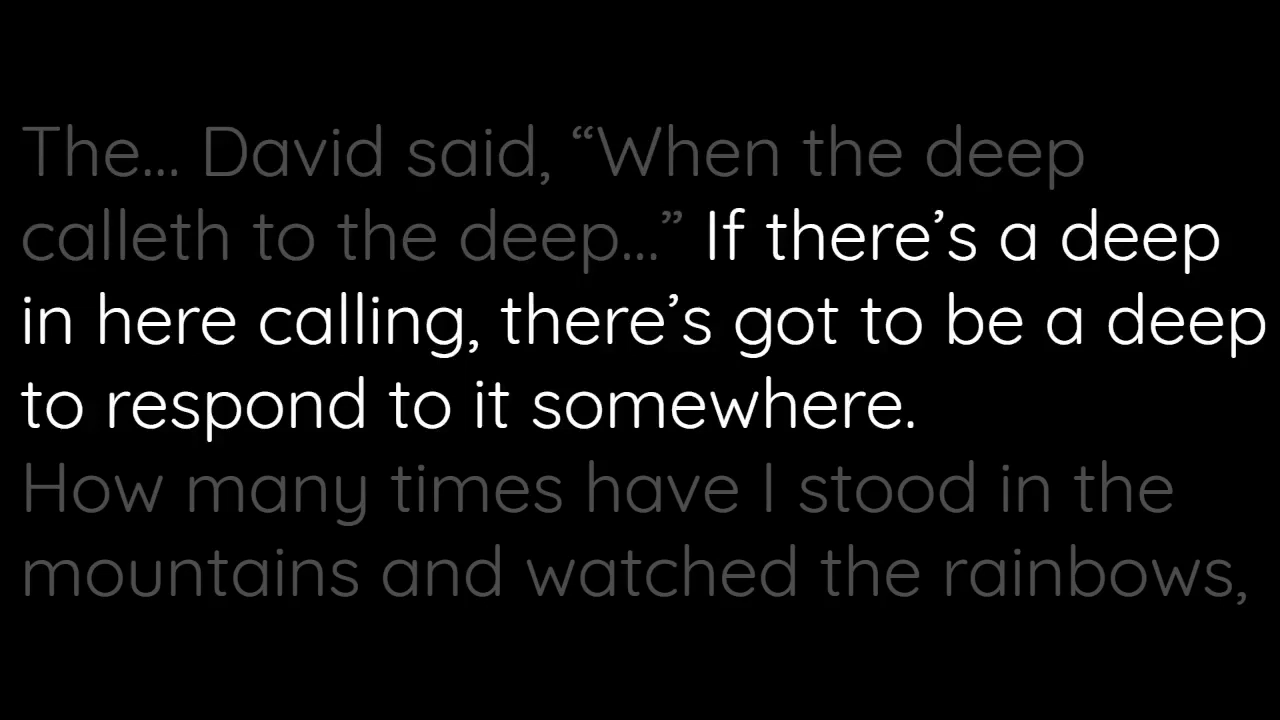 The... David said, “When the deep
calleth to the deep...” If there’s a deep
in here calling, there’s got to be a deep
to respond to it somewhere.
How many times have I stood in the
mountains and watched the rainbows,